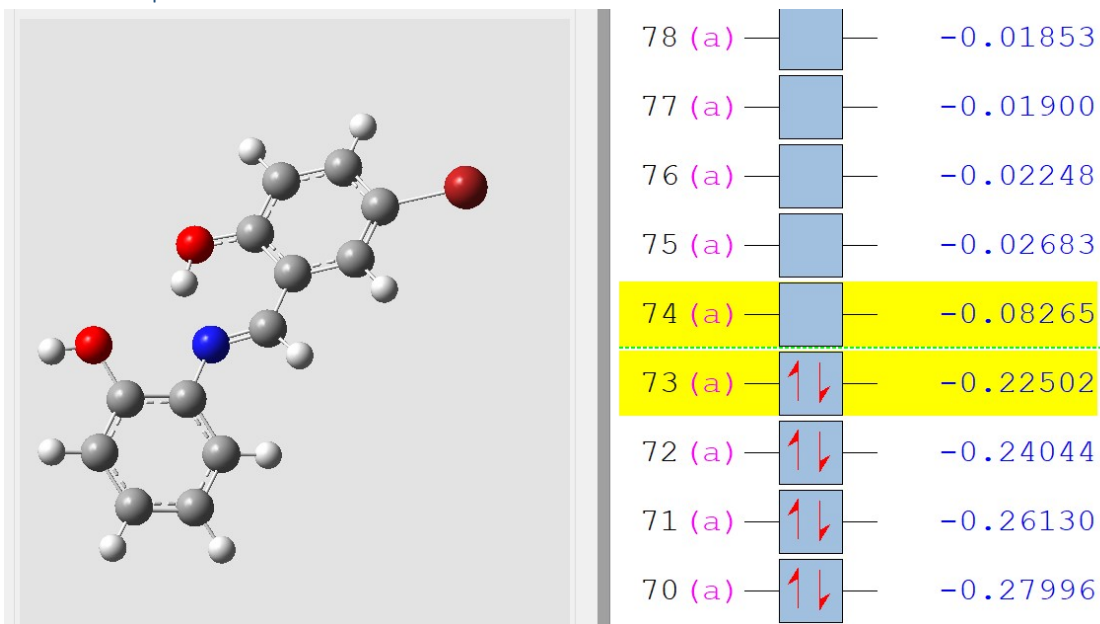 78 (a) -0.01853
77 (a) -0.01900
76 (a) -0.02248
75 (a) -0.02683
74 (a) -0.08265
73 (a) -0.22502
72 (a) -0.24044
71 (a) -0.26130
70 (a) -0.27996